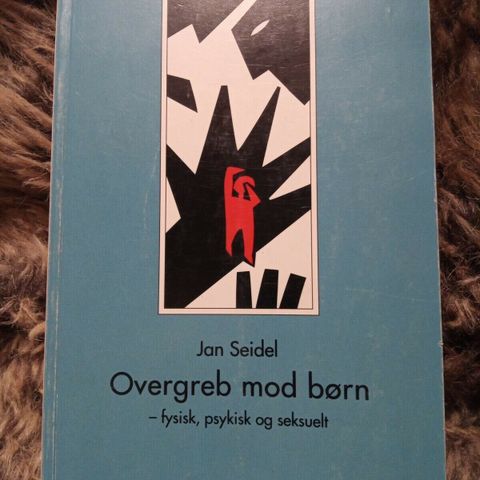 Jan Seidel
Overgreb mod børn
– fysisk, psykisk og seksuelt